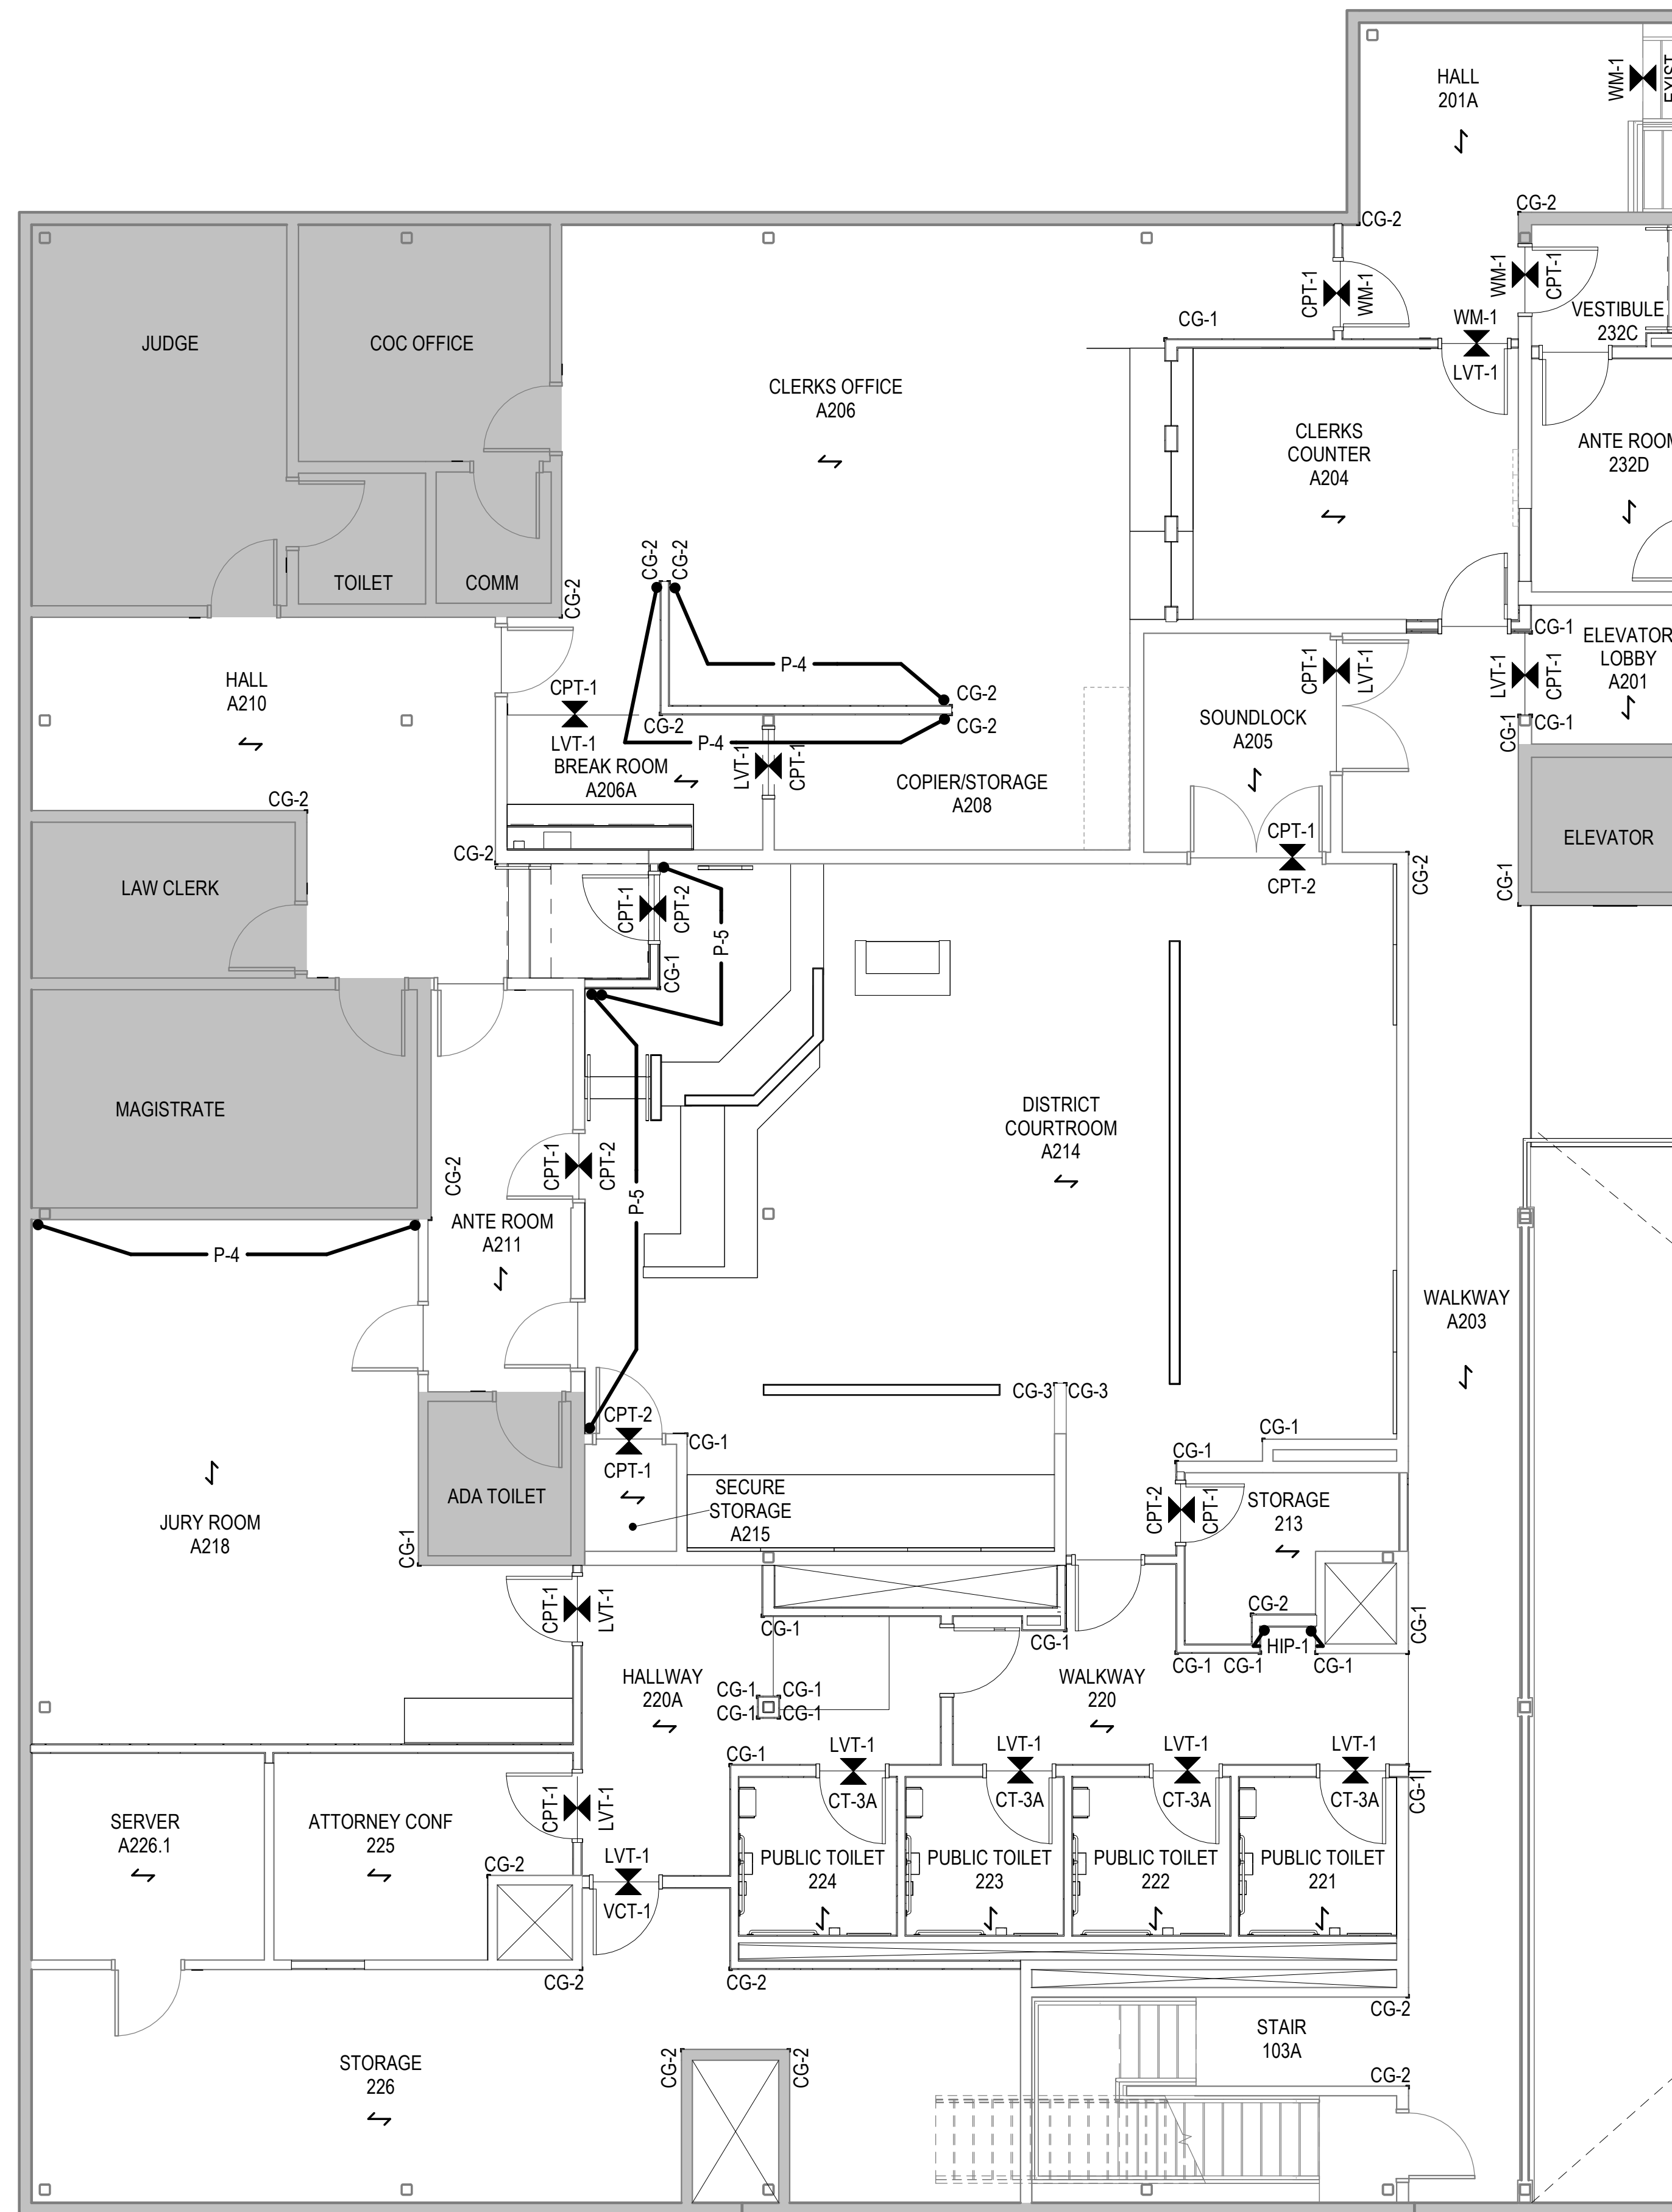 HALL
201A
WM-1
EXIST
CG-2
CG-2
WM-1
CPT-1
CPT-1
WM-1
VESTIBULE
232C
CG-1
WM-1
LVT-1
JUDGE
COC OFFICE
CLERKS OFFICE
A206
CLERKS
COUNTER
A204
ANTE ROOM
232D
TOILET
COMM
CG-2
CG-2
CG-2
P-4
CG-2
CG-2
CG-2
P-4
HALL
A210
CPT-1
LVT-1
BREAK ROOM
A206A
LVT-1
CPT-1
COPIER/STORAGE
A208
CPT-1
LVT-1
SOUNDLOCK
A205
CG-1
ELEVATOR
LOBBY
A201
LVT-1
CPT-1
CG-1
CG-1
CG-2
LAW CLERK
CG-2
CPT-1
CPT-2
P-5
CG-1
CPT-1
CPT-2
CG-2
CG-1
ELEVATOR
MAGISTRATE
CG-2
CPT-1
CPT-2
P-5
DISTRICT
COURTROOM
A214
ANTE ROOM
A211
P-4
WALKWAY
A203
CG-3
CG-3
CPT-2
CPT-1
CG-1
CG-1
CG-1
SECURE
STORAGE
A215
ADA TOILET
JURY ROOM
A218
CG-1
CPT-2
CPT-1
STORAGE
213
CPT-1
LVT-1
CG-1
CG-1
CG-2
HIP-1
CG-1
CG-1
CG-1
CG-1
HALLWAY
220A
CG-1
CG-1
CG-1
CG-1
WALKWAY
220
CG-1
LVT-1
LVT-1
LVT-1
LVT-1
CG-1
CT-3A
CT-3A
CT-3A
CT-3A
CPT-1
LVT-1
SERVER
A226.1
ATTORNEY CONF
225
CG-2
LVT-1
VCT-1
PUBLIC TOILET
224
PUBLIC TOILET
223
PUBLIC TOILET
222
PUBLIC TOILET
221
CG-2
CG-2
CG-2
STAIR
103A
STORAGE
226
CG-2
CG-2
CG-2